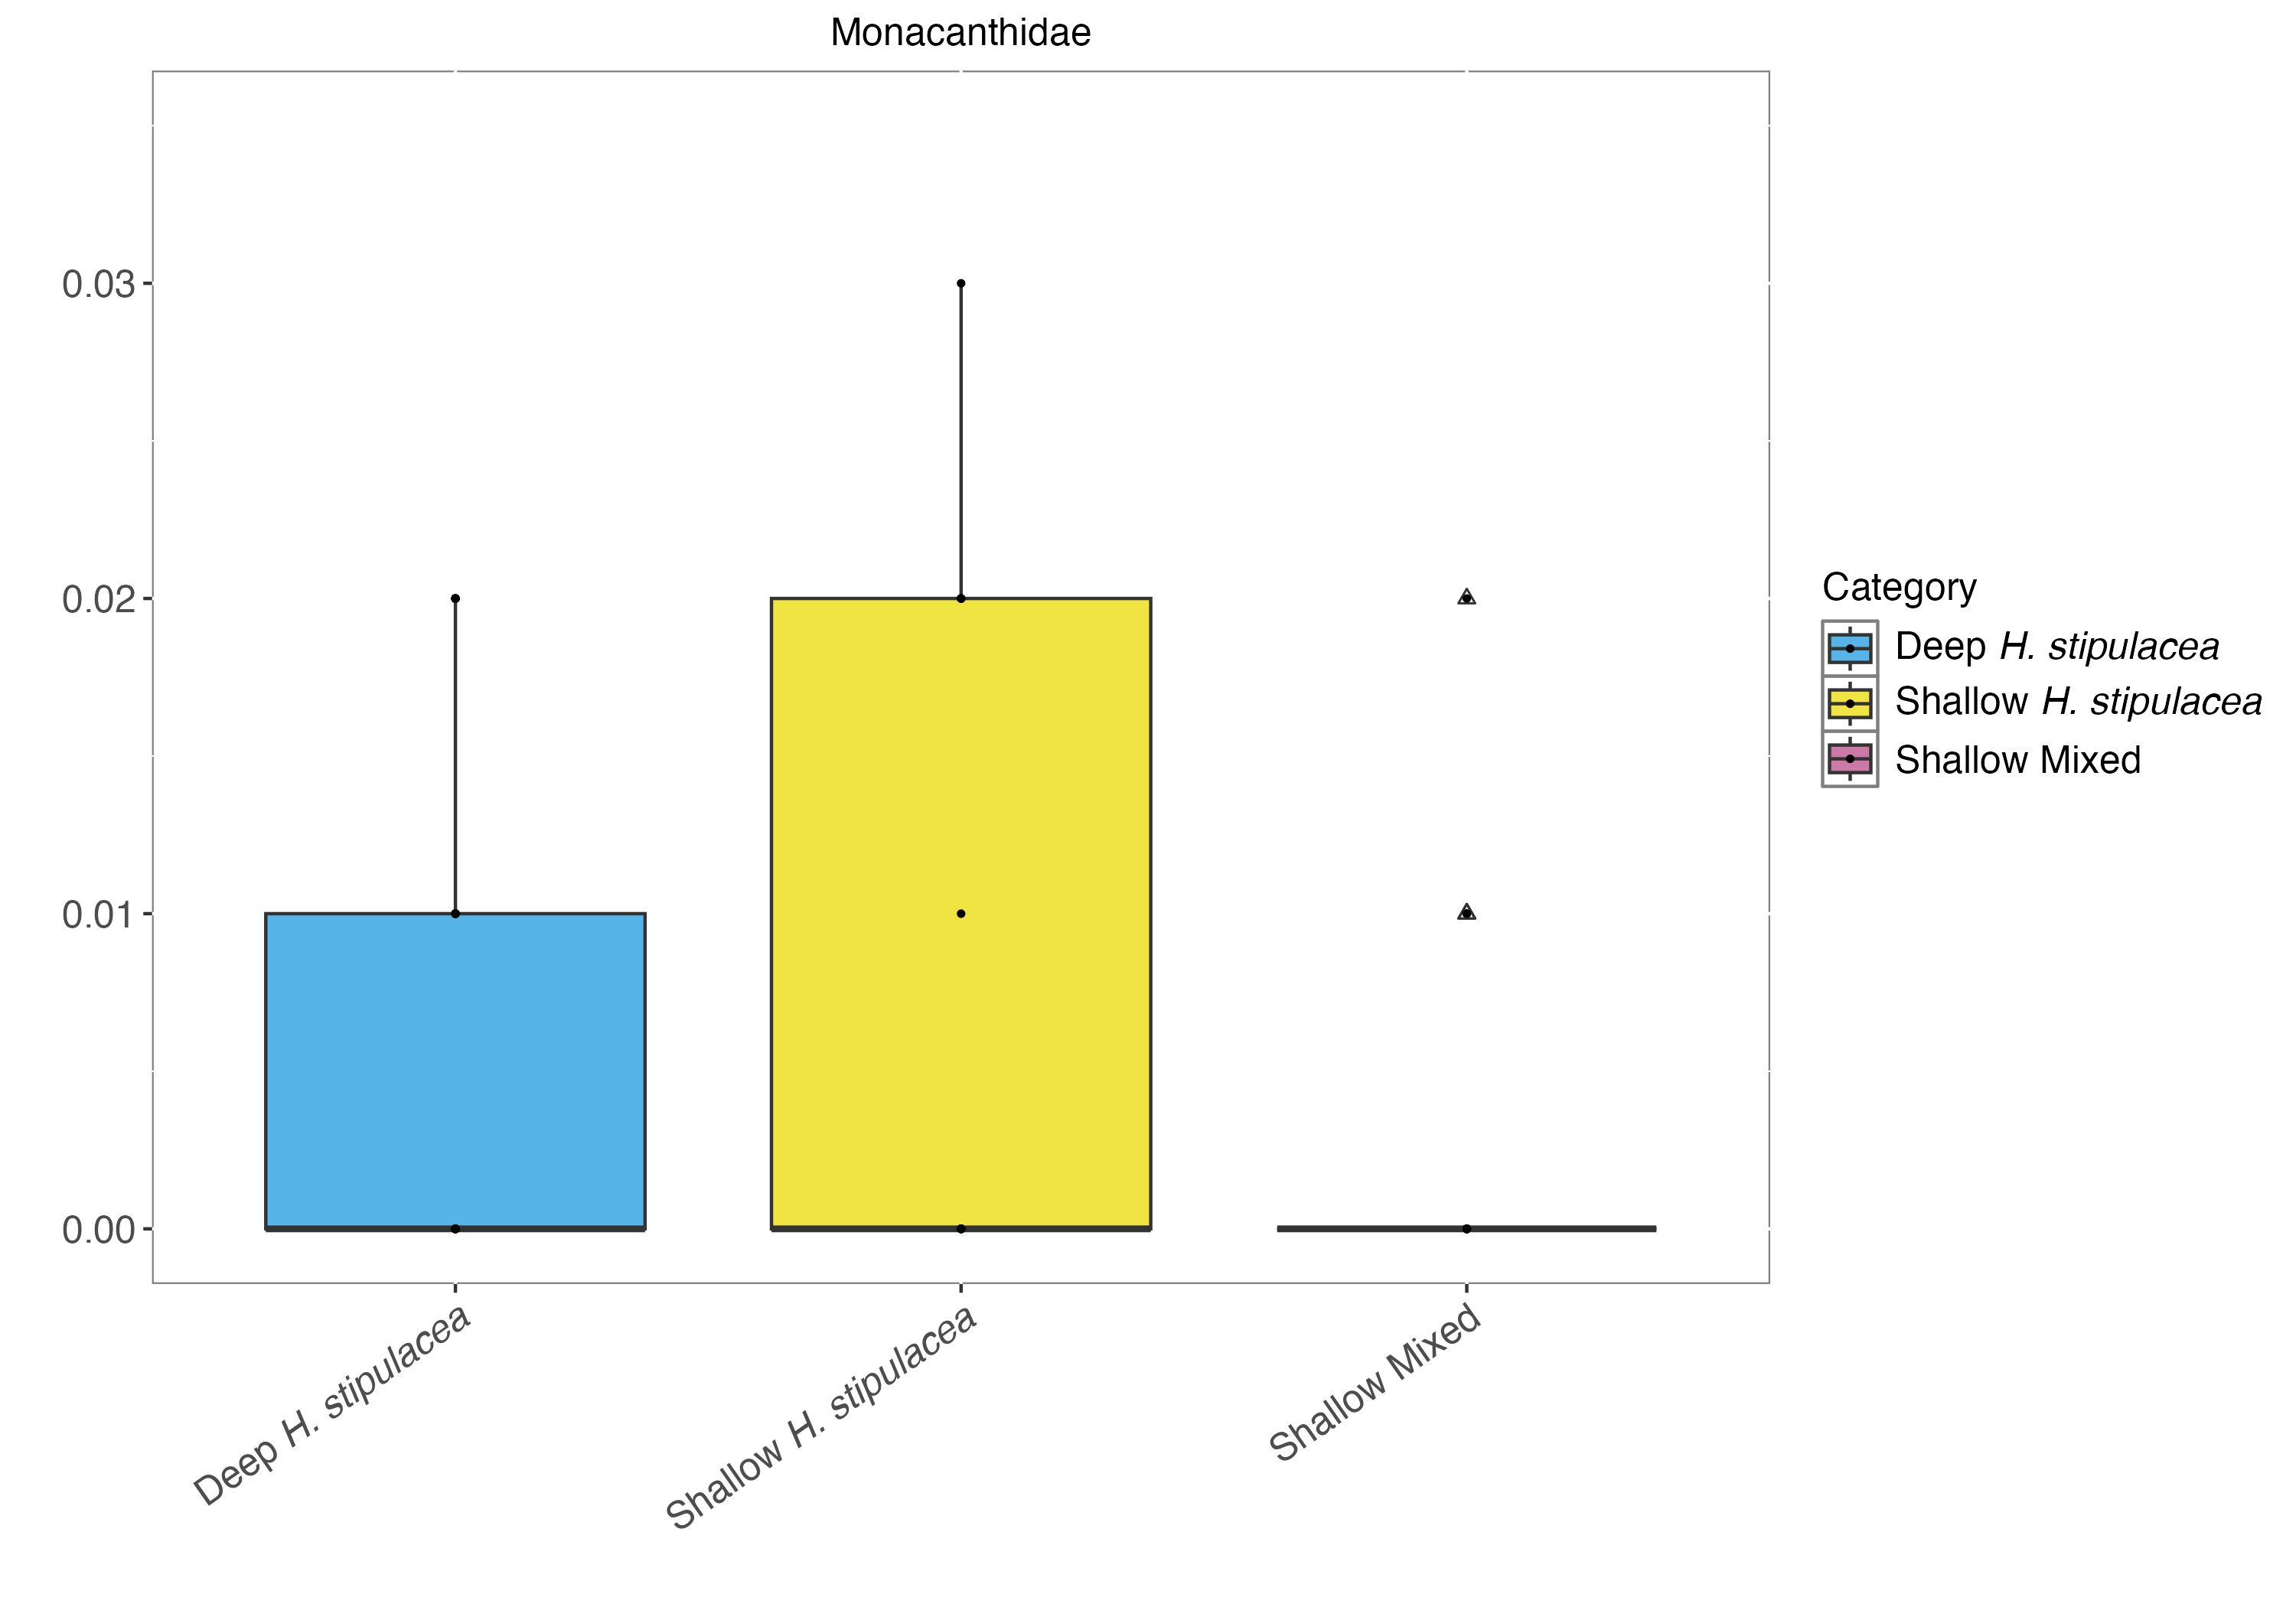 Monacanthidae
0.03
0.02
0.01
0.00
Deep H. stipulacea
Shallow H. stipulacea
Shallow Mixed
Category
Deep H. stipulacea
Shallow H. stipulacea
Shallow Mixed